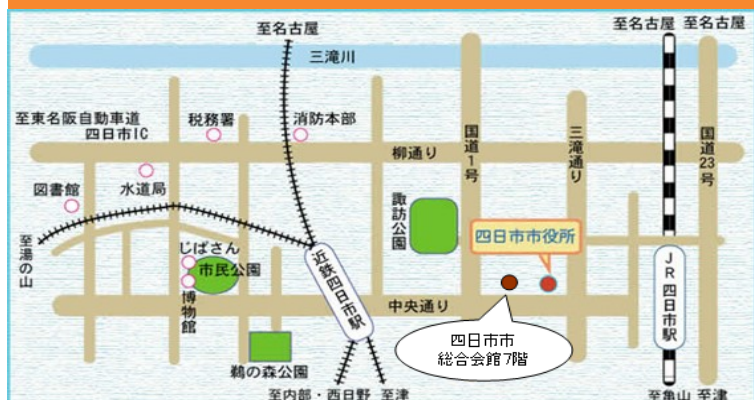 至名古屋
至名古屋 至名古屋
三滝川
至東名阪自動車道
四日市IC
税務署
消防本部
国道1号
三滝通り
国道23号
柳通り
図書館
水道局
諏訪公園
四日市市役所
至湯の山
じばさん
市民公園
博物館
近鉄四日市駅
JR四日市駅
中央通り
四日市市
総合会館7階
鵜の森公園
至内部・西日野 至津
至亀山 至津